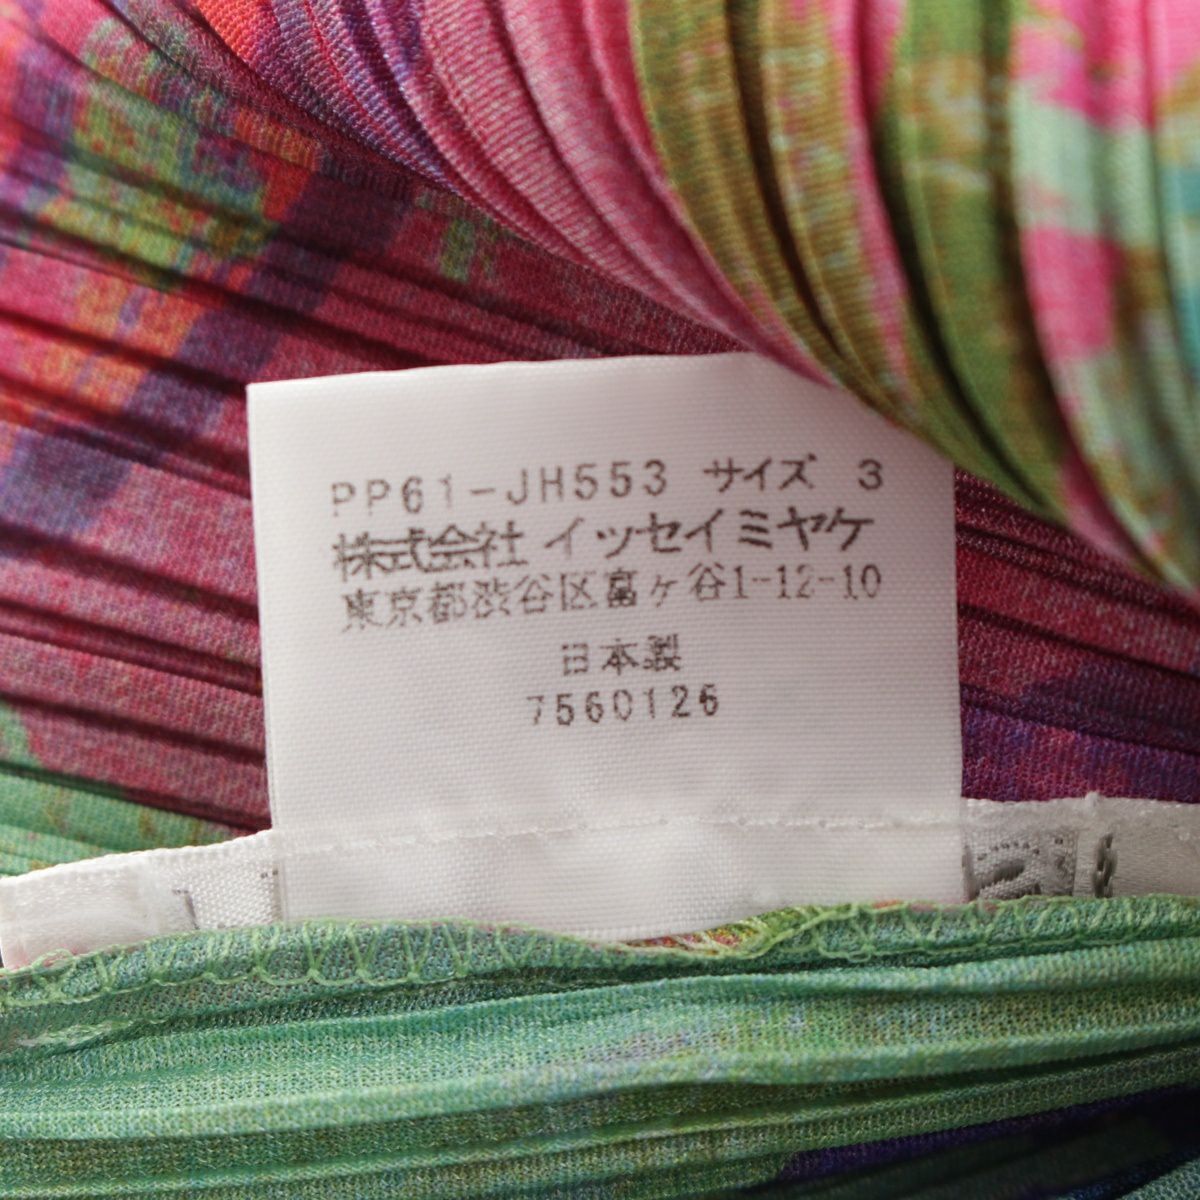 PP61-JH553 サイズ 3
株式会社 イッセイミヤケ
東京都渋谷区富ヶ谷1-12-10
日本製
7560126